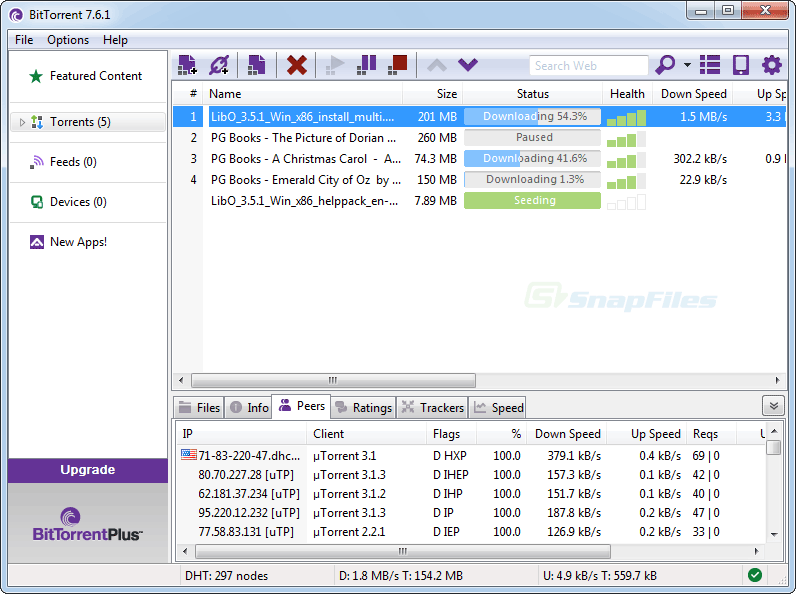 BitTorrent 7.6.1
File Options Help
Search Web
Featured Content
Torrents (5)
Feeds (0)
Devices (0)
New Apps!
# Name Size Status Health Down Speed Up Sp
1 LibO_3.5.1_Win_x86_install_multi.... 201 MB Downloading 54.3% 1.5 MB/s 3.3
2 PG Books - The Picture of Dorian ... 260 MB Paused
3 PG Books - A Christmas Carol - A... 74.3 MB Downloading 41.6% 302.2 kB/s 0.9
4 PG Books - Emerald City of Oz by ... 150 MB Downloading 1.3% 22.9 kB/s
LibO_3.5.1_Win_x86_helppack_en-... 7.89 MB Seeding
SnapFiles
Files Info Peers Ratings Trackers Speed
IP Client Flags % Down Speed Up Speed Reqs
71-83-220-47.dhc... µTorrent 3.1 D HXP 100.0 379.1 kB/s 0.4 kB/s 69|0
80.70.227.28 [uTP] µTorrent 3.1.3 D IHEP 100.0 157.3 kB/s 0.1 kB/s 42|0
62.181.37.234 [uTP] µTorrent 3.1.2 D IHP 100.0 151.7 kB/s 0.1 kB/s 40|0
95.220.12.232 [uTP] µTorrent 3.1.3 D IP 100.0 187.8 kB/s 0.2 kB/s 47|0
77.58.83.131 [uTP] µTorrent 2.2.1 D IEP 100.0 126.9 kB/s 0.2 kB/s 33|0
Upgrade
BitTorrentPlus™
DHT: 297 nodes D: 1.8 MB/s T: 154.2 MB U: 4.9 kB/s T: 559.7 kB